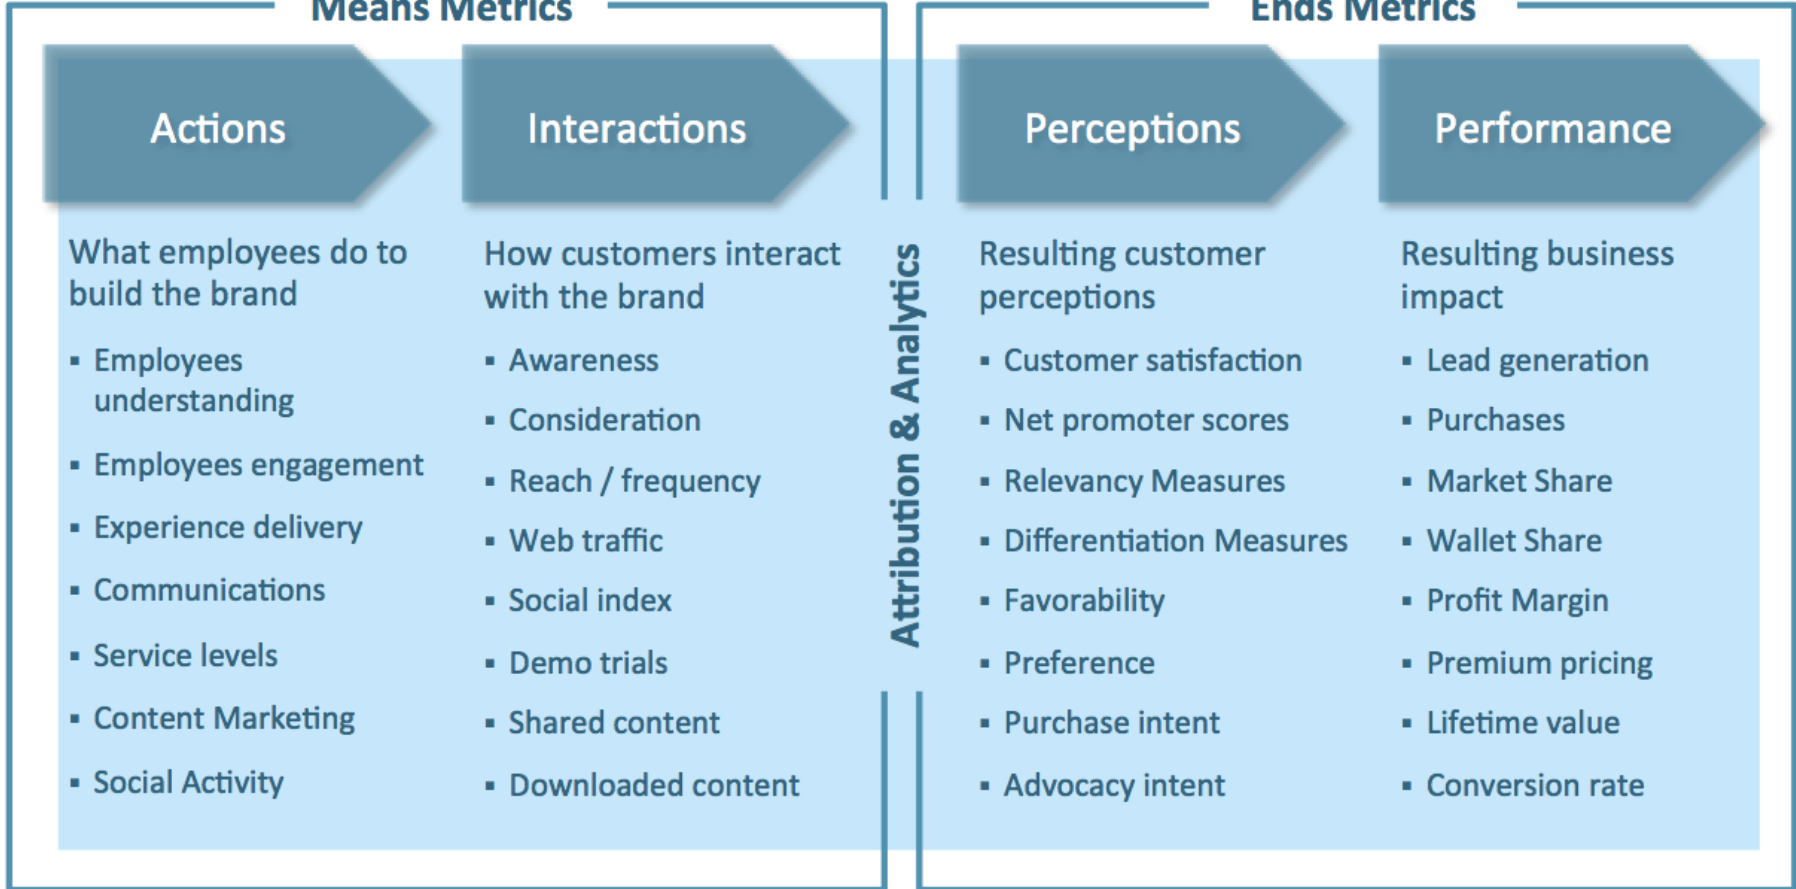 Means Metrics
Ends Metrics
Actions
What employees do to
build the brand
▪ Employees
understanding
▪ Employees engagement
▪ Experience delivery
▪ Communications
▪ Service levels
▪ Content Marketing
▪ Social Activity
Interactions
How customers interact
with the brand
▪ Awareness
▪ Consideration
▪ Reach / frequency
▪ Web traffic
▪ Social index
▪ Demo trials
▪ Shared content
▪ Downloaded content
Attribution & Analytics
Perceptions
Resulting customer
perceptions
▪ Customer satisfaction
▪ Net promoter scores
▪ Relevancy Measures
▪ Differentiation Measures
▪ Favorability
▪ Preference
▪ Purchase intent
▪ Advocacy intent
Performance
Resulting business
impact
▪ Lead generation
▪ Purchases
▪ Market Share
▪ Wallet Share
▪ Profit Margin
▪ Premium pricing
▪ Lifetime value
▪ Conversion rate